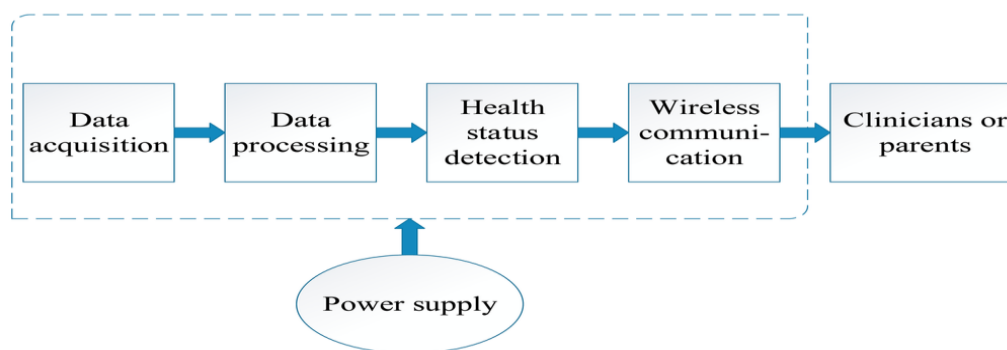 Data
acquisition
Data
processing
Health
status
detection
Wireless
communi-
cation
Clinicians or
parents
Power supply